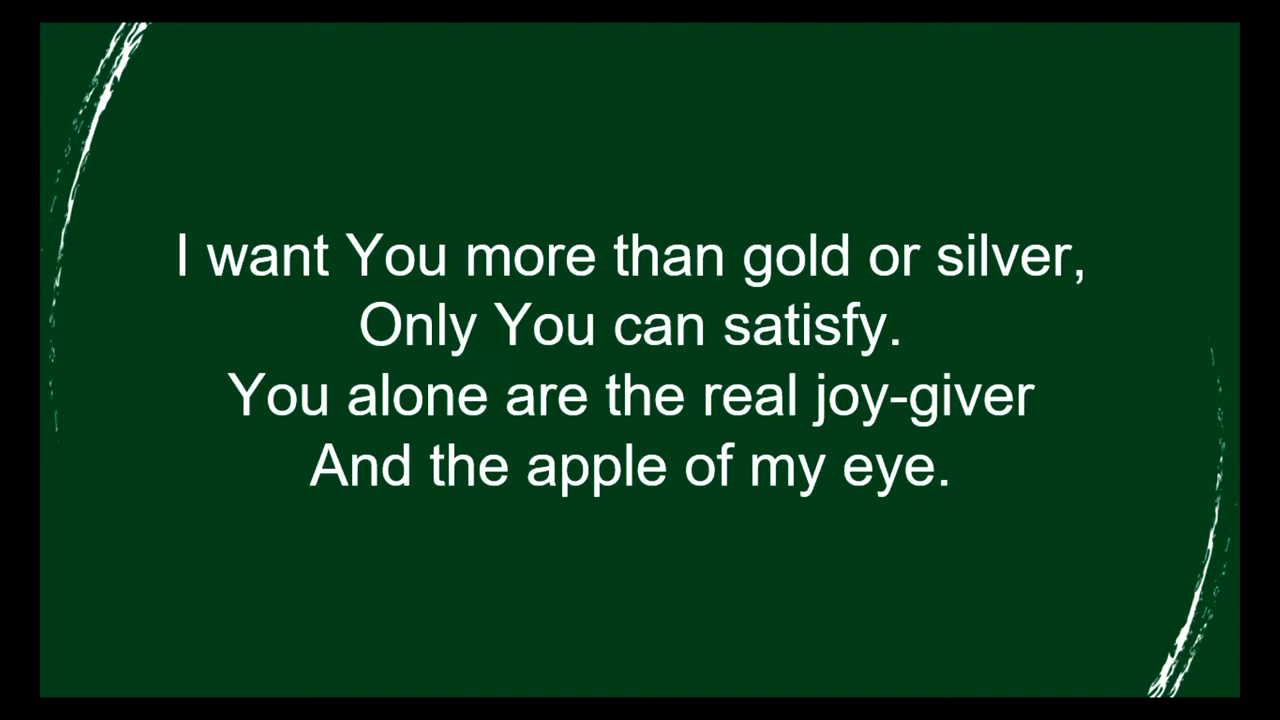 I want You more than gold or silver,
Only You can satisfy.
You alone are the real joy-giver
And the apple of my eye.